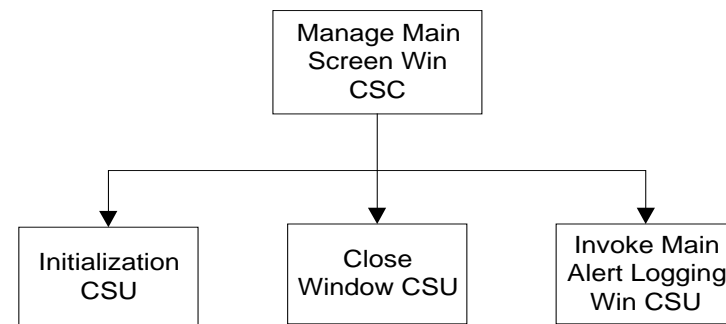 Manage Main
Screen Win
CSC
Initialization
CSU
Close
Window CSU
Invoke Main
Alert Logging
Win CSU